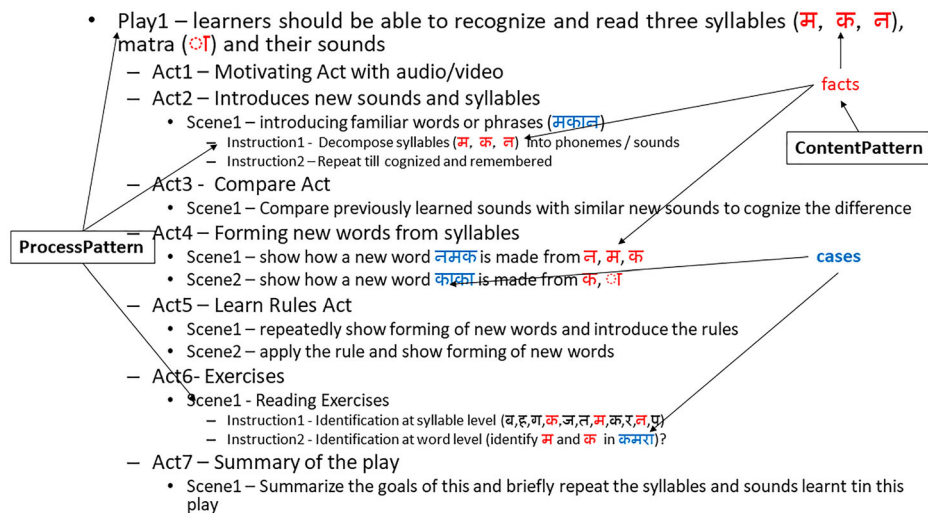 • Play1 – learners should be able to recognize and read three syllables (म, क, न),
matra (ा) and their sounds
– Act1 – Motivating Act with audio/video
– Act2 – Introduces new sounds and syllables
facts
• Scene1 – introducing familiar words or phrases (मकान)
– Instruction1 - Decompose syllables (म, क, न) into phonemes / sounds
ContentPattern
– Instruction2 – Repeat till cognized and remembered
– Act3 - Compare Act
• Scene1 – Compare previously learned sounds with similar new sounds to cognize the difference
– Act4 – Forming new words from syllables
ProcessPattern
• Scene1 – show how a new word नमक is made from न, म, क
cases
• Scene2 – show how a new word काका is made from क, ा
– Act5 – Learn Rules Act
• Scene1 – repeatedly show forming of new words and introduce the rules
• Scene2 – apply the rule and show forming of new words
– Act6- Exercises
• Scene1 - Reading Exercises
– Instruction1 - Identification at syllable level (ब,ह,ग,क,ज,त,म,क,र,न,प)
– Instruction2 - Identification at word level (identify म and क in कमरा)?
– Act7 – Summary of the play
• Scene1 – Summarize the goals of this and briefly repeat the syllables and sounds learnt tin this
play